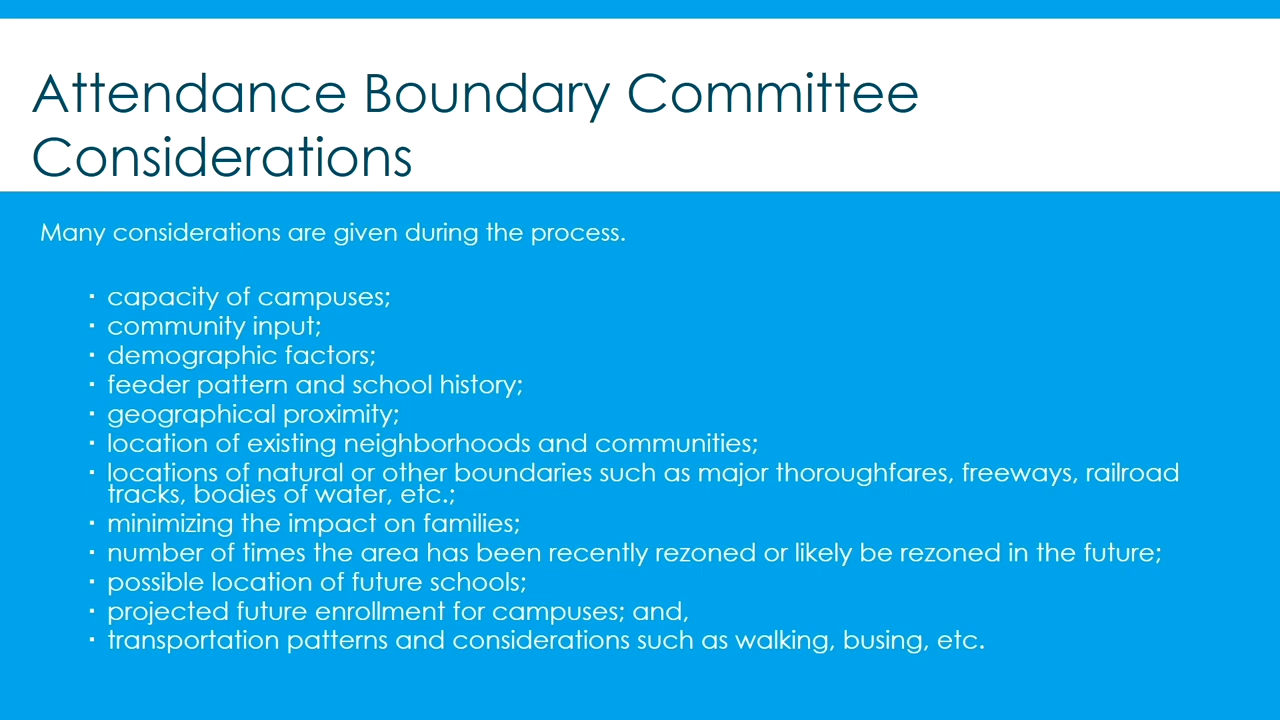 Attendance Boundary Committee
Considerations
Many considerations are given during the process.
▪ capacity of campuses;
▪ community input;
▪ demographic factors;
▪ feeder pattern and school history;
▪ geographical proximity;
▪ location of existing neighborhoods and communities;
▪ locations of natural or other boundaries such as major thoroughfares, freeways, railroad
tracks, bodies of water, etc.;
▪ minimizing the impact on families;
▪ number of times the area has been recently rezoned or likely be rezoned in the future;
▪ possible location of future schools;
▪ projected future enrollment for campuses; and,
▪ transportation patterns and considerations such as walking, busing, etc.